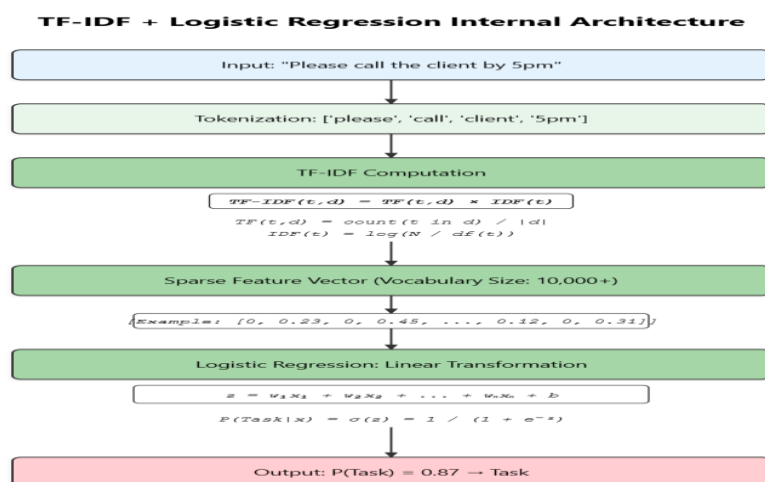 TF-IDF + Logistic Regression Internal Architecture
Input: "Please call the client by 5pm"
Tokenization: ['please', 'call', 'client', '5pm']
TF-IDF Computation
TF-IDF(t,d) = TF(t,d) × IDF(t)
TF(t,d) = count(t in d) / |d|
IDF(t) = log(N / df(t))
Sparse Feature Vector (Vocabulary Size: 10,000+)
[Example: [0, 0.23, 0, 0.45, ..., 0.12, 0, 0.31]]
Logistic Regression: Linear Transformation
z = w₁x₁ + w₂x₂ + ... + wₙxₙ + b
P(Task|x) = σ(z) = 1 / (1 + e⁻ᶻ)
Output: P(Task) = 0.87 → Task